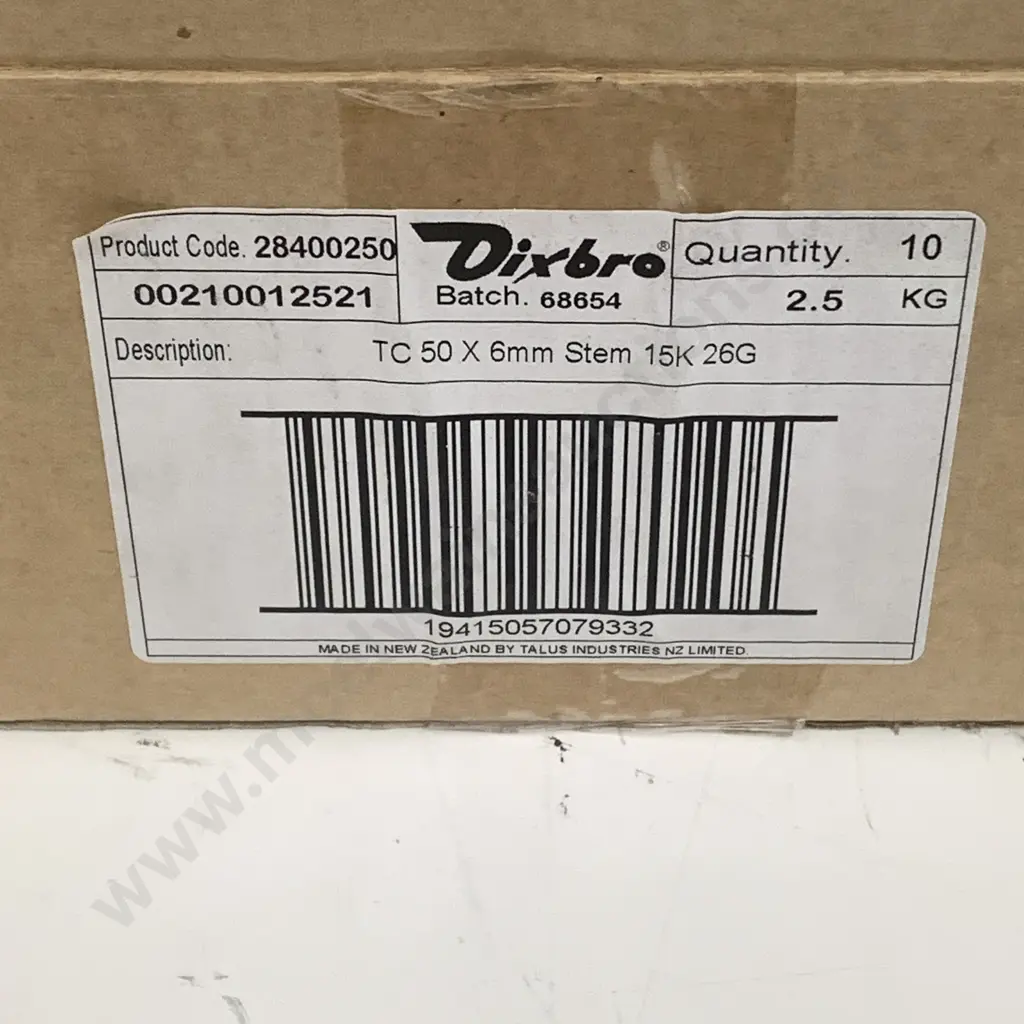 Product Code. 28400250
00210012521
Dixbro®
Batch. 68654
Quantity. 10
2.5 KG
Description: TC 50 X 6mm Stem 15K 26G
19415057079332
MADE IN NEW ZEALAND BY TALUS INDUSTRIES NZ LIMITED.